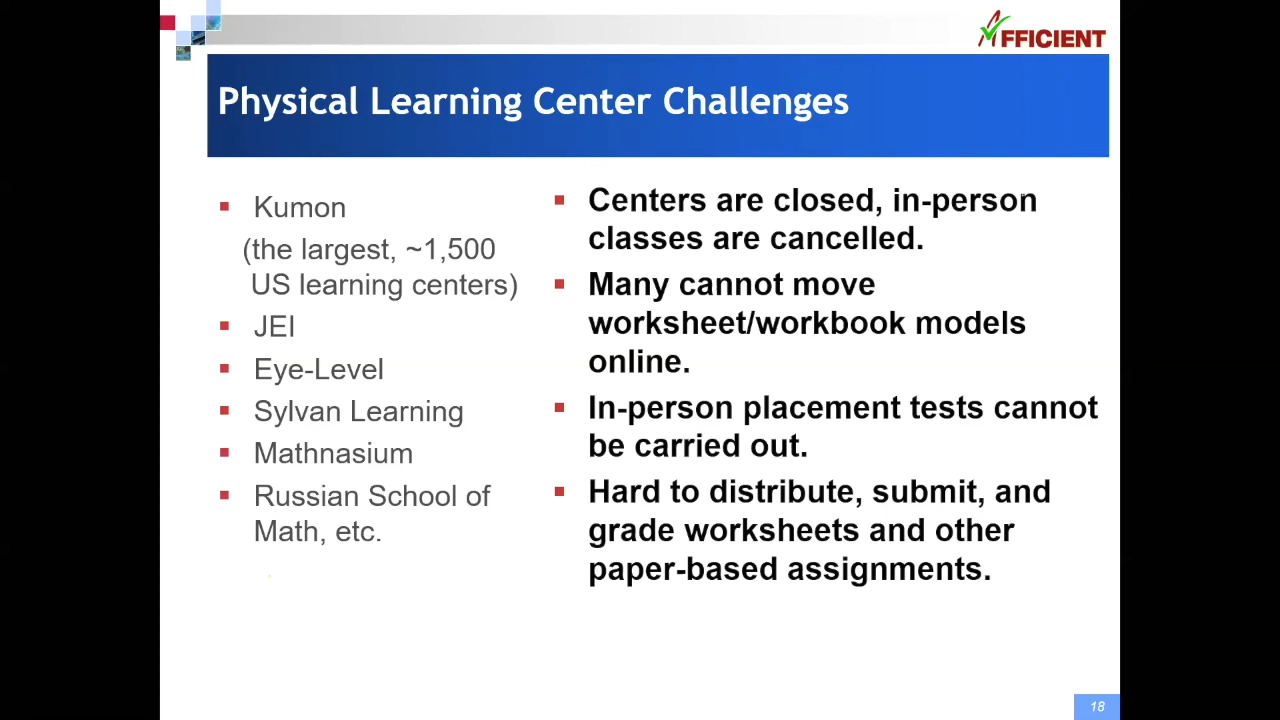 AFFICIENT
Physical Learning Center Challenges
Kumon
(the largest, ~1,500
US learning centers)
JEI
Eye-Level
Sylvan Learning
Mathnasium
Russian School of
Math, etc.
Centers are closed, in-person
classes are cancelled.
Many cannot move
worksheet/workbook models
online.
In-person placement tests cannot
be carried out.
Hard to distribute, submit, and
grade worksheets and other
paper-based assignments.
18